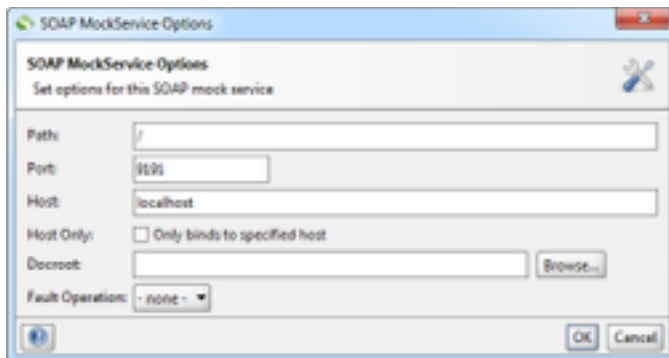 SOAP MockService Options
SOAP MockService Options
Set options for this SOAP mock service
Path: /
Port: 9191
Host: localhost
Host Only: Only binds to specified host
Docroot: Browse...
Fault Operation: - none -
OK Cancel